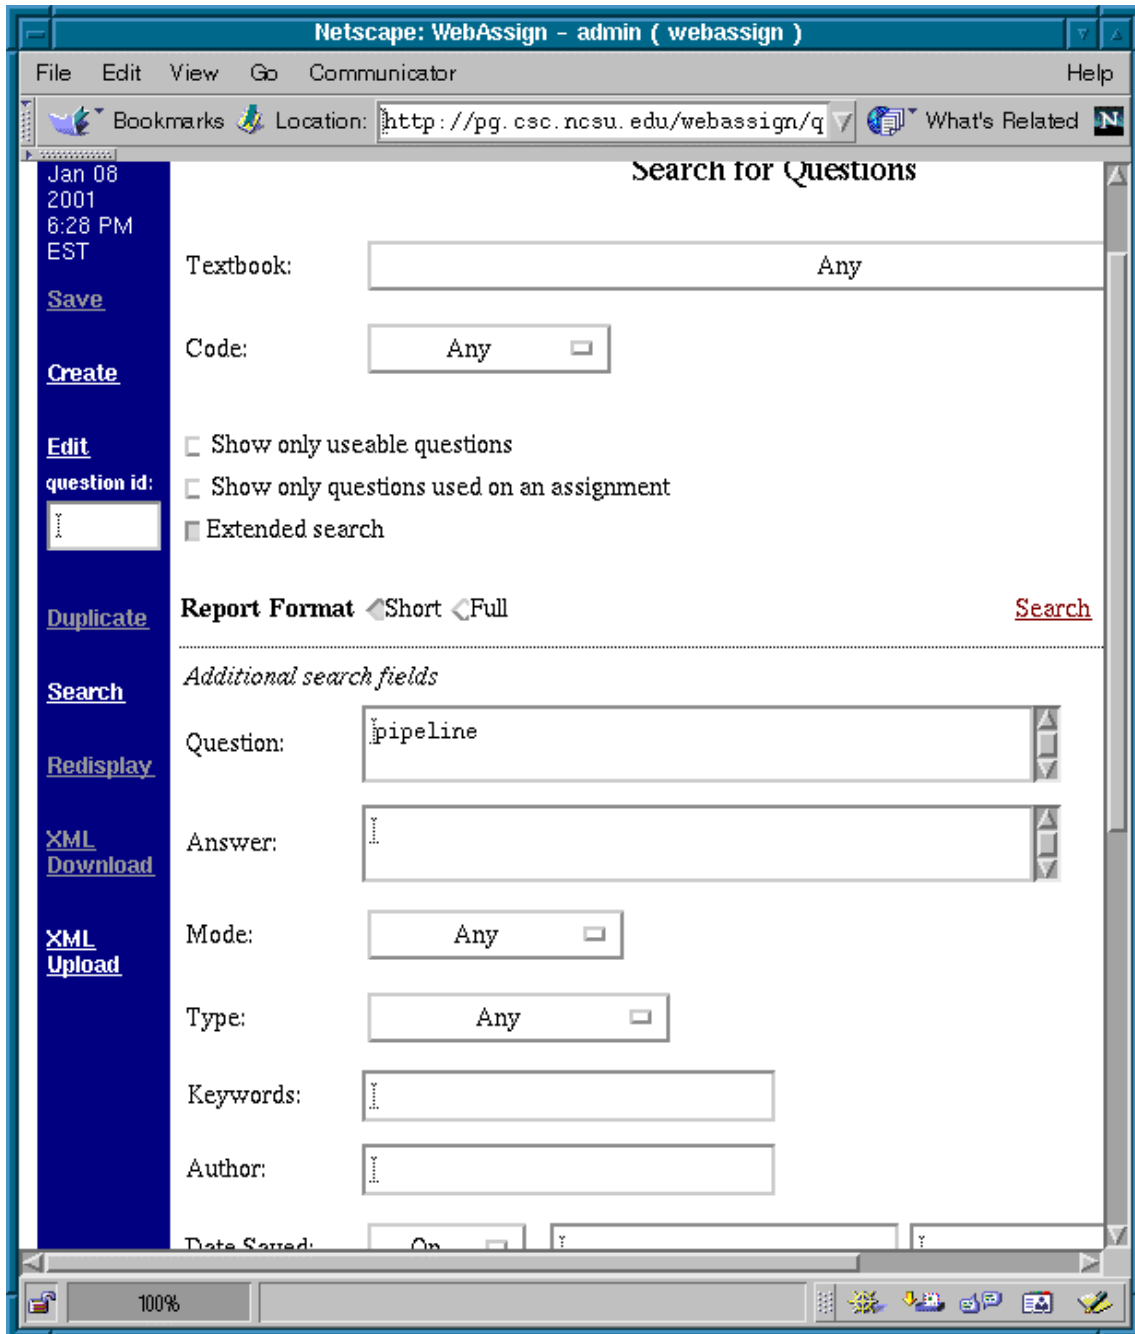 Netscape: WebAssign - admin ( webassign )
File Edit View Go Communicator Help
Bookmarks Location: http://pg.csc.ncsu.edu/webassign/q What's Related N
Jan 08
2001
6:28 PM
EST
Save
Create
Edit
question id:
Duplicate
Search
Redisplay
XML
Download
XML
Upload
Search for Questions
Textbook: Any
Code: Any
Show only useable questions
Show only questions used on an assignment
Extended search
Report Format Short Full Search
Additional search fields
Question: pipeline
Answer:
Mode: Any
Type: Any
Keywords:
Author:
Date Saved: On
100%